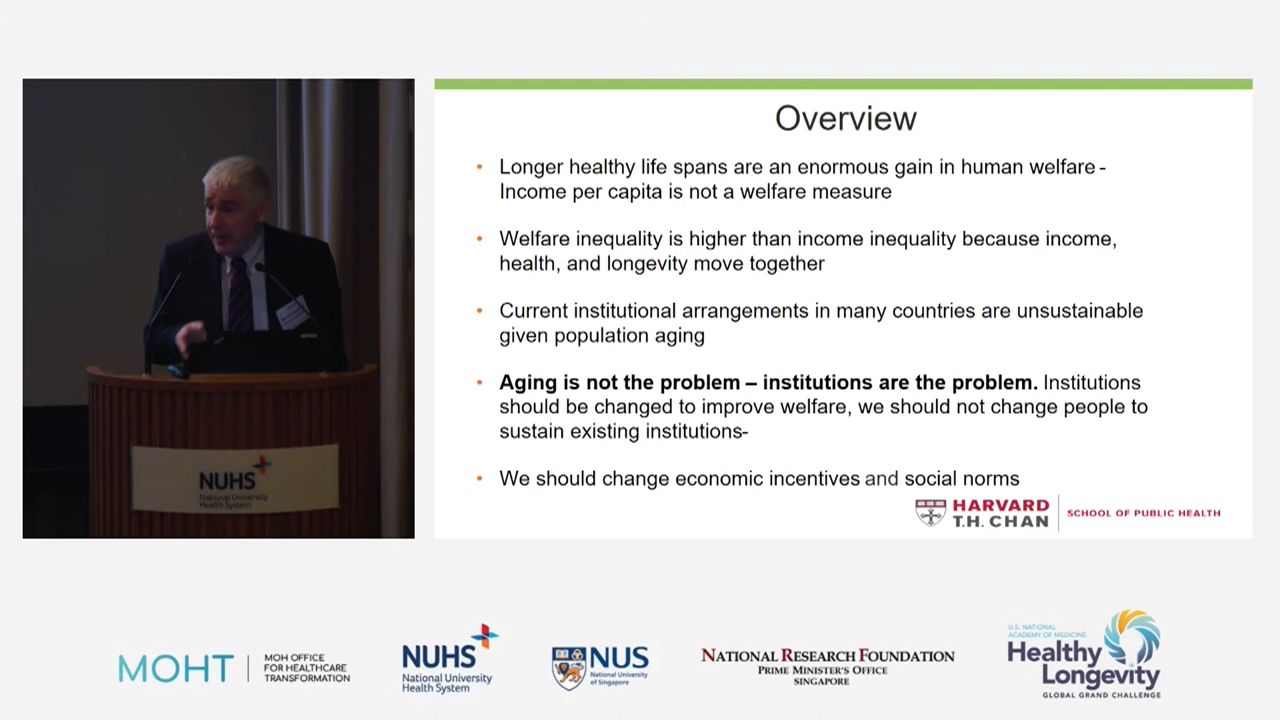 Overview
• Longer healthy life spans are an enormous gain in human welfare -
Income per capita is not a welfare measure
• Welfare inequality is higher than income inequality because income,
health, and longevity move together
• Current institutional arrangements in many countries are unsustainable
given population aging
• Aging is not the problem – institutions are the problem. Institutions
should be changed to improve welfare, we should not change people to
sustain existing institutions-
• We should change economic incentives and social norms
HARVARD
T.H. CHAN
SCHOOL OF PUBLIC HEALTH
NUHS
National University
Health System
MOHT
MOH OFFICE
FOR HEALTHCARE
TRANSFORMATION
NUHS
National University
Health System
NUS
National University
of Singapore
NATIONAL RESEARCH FOUNDATION
PRIME MINISTER'S OFFICE
SINGAPORE
U.S. NATIONAL
ACADEMY OF MEDICINE
Healthy
Longevity
GLOBAL GRAND CHALLENGE